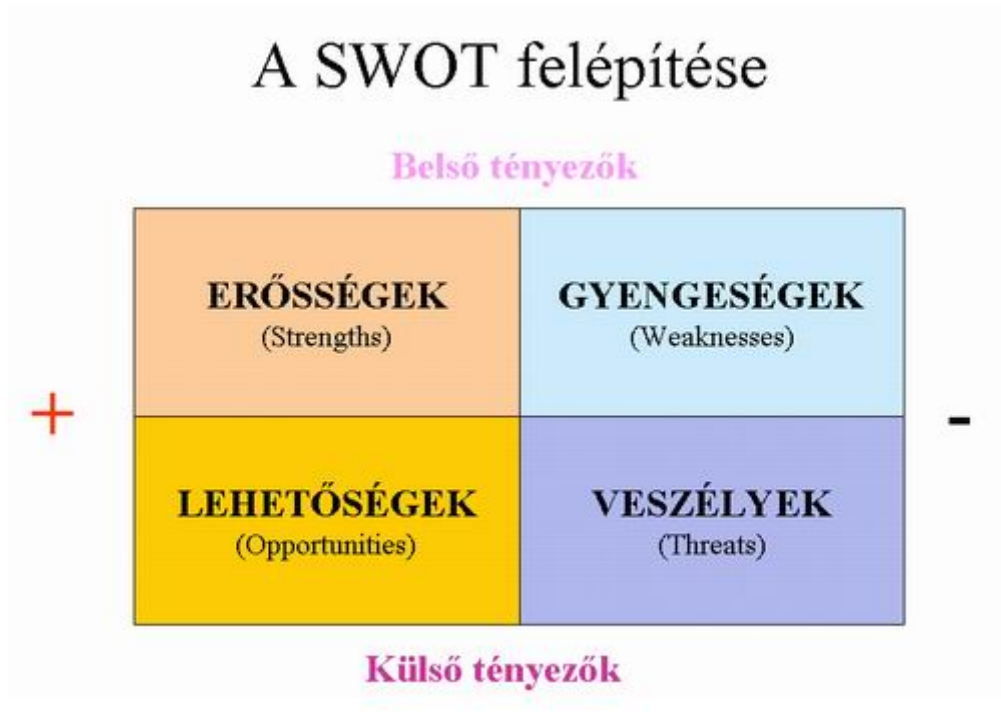 A SWOT felépítése
Belső tényezők
ERŐSSÉGEK
(Strengths)
GYENGESÉGEK
(Weaknesses)
+
-
LEHETŐSÉGEK
(Opportunities)
VESZÉLYEK
(Threats)
Külső tényezők